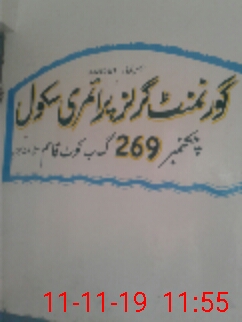 گورنمنٹ گرلز پرائمری سکول
چکنمبر 269 گ ب کوٹ قاسم
11-11-19 11:55